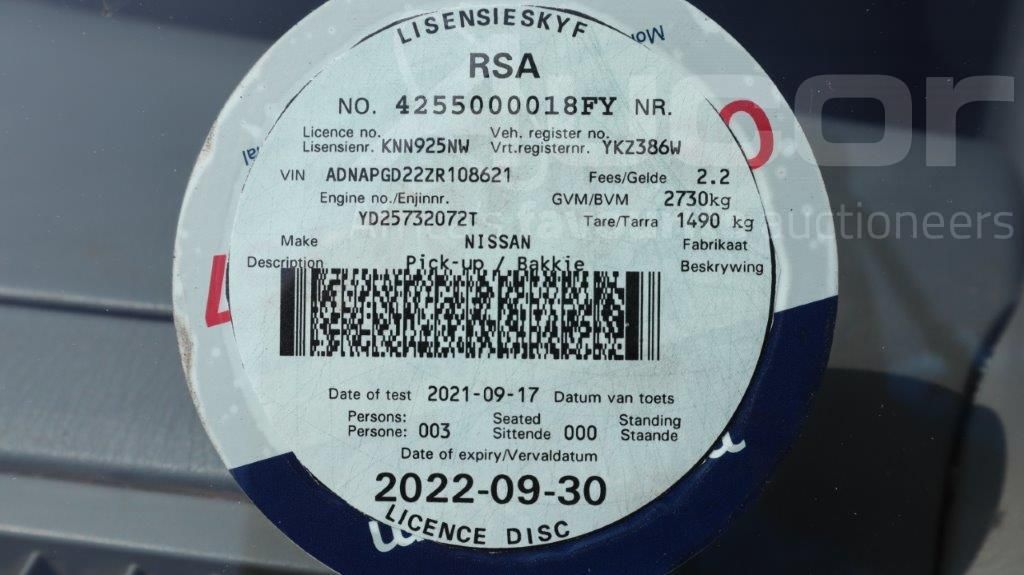 LISENSIESKYF
RSA
NO. 4255000018FY NR.
Licence no. Veh. register no.
Lisensienr. KNN925NW Vrt.registernr. YKZ386W
VIN ADNAPGD22ZR108621 Fees/Gelde 2.2
Engine no./Enjinnr. GVM/BVM 2730kg
YD25732072T Tare/Tarra 1490 kg
Make NISSAN Fabrikaat
Description Pick-up / Bakkie Beskrywing
Date of test 2021-09-17 Datum van toets
Persons: Seated Standing
Persone: 003 Sittende 000 Staande
Date of expiry/Vervaldatum
2022-09-30
LICENCE DISC
auctioneers